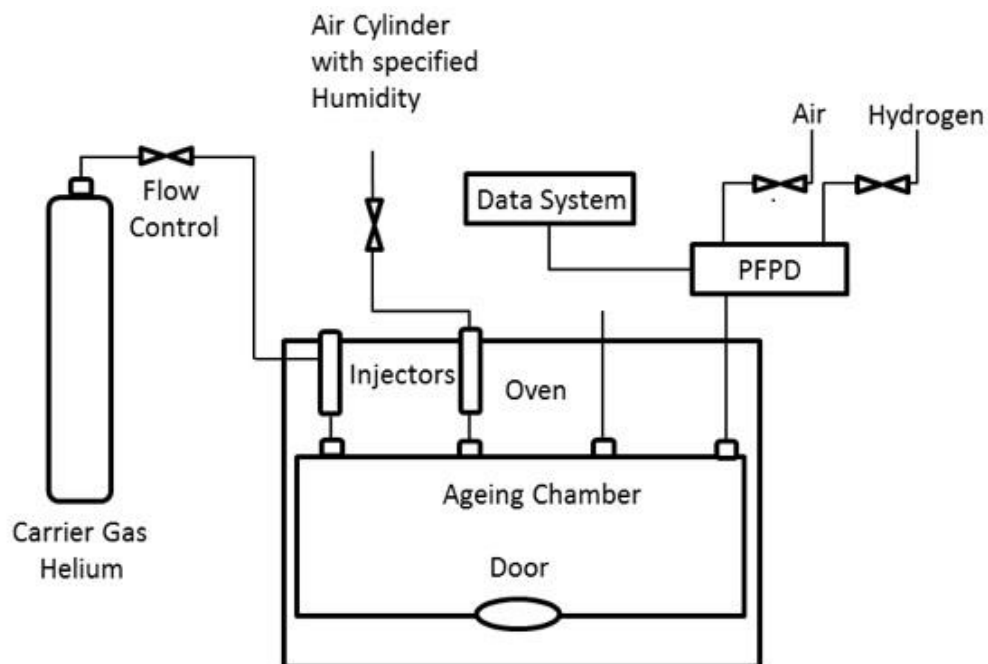 Air Cylinder
with specified
Humidity
Air
Hydrogen
Flow
Control
Data System
PFPD
Injectors
Oven
Ageing Chamber
Carrier Gas
Helium
Door